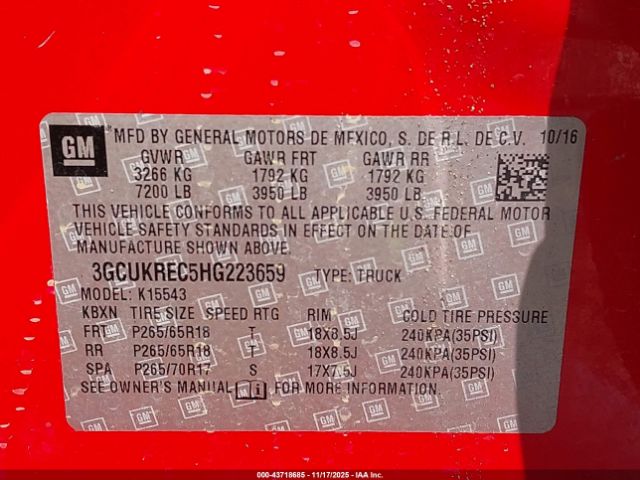 GM MFD BY GENERAL MOTORS DE MEXICO, S. DE R.L. DE C.V. 10/16
GVWR GAWR FRT GAWR RR
3266 KG 1792 KG 1792 KG
7200 LB 3950 LB 3950 LB
THIS VEHICLE CONFORMS TO ALL APPLICABLE U.S. FEDERAL MOTOR
VEHICLE SAFETY STANDARDS IN EFFECT ON THE DATE OF
MANUFACTURE SHOWN ABOVE.
3GCUKREC5HG223659 TYPE: TRUCK
MODEL: K15543
KBXN TIRE SIZE SPEED RTG RIM COLD TIRE PRESSURE
FRT P265/65R18 T 18X8.5J 240KPA(35PSI)
RR P265/65R18 T 18X8.5J 240KPA(35PSI)
SPA P265/70R17 S 17X7.5J 240KPA(35PSI)
SEE OWNER'S MANUAL FOR MORE INFORMATION.
000-43718685 - 11/17/2025 - IAAI.COM